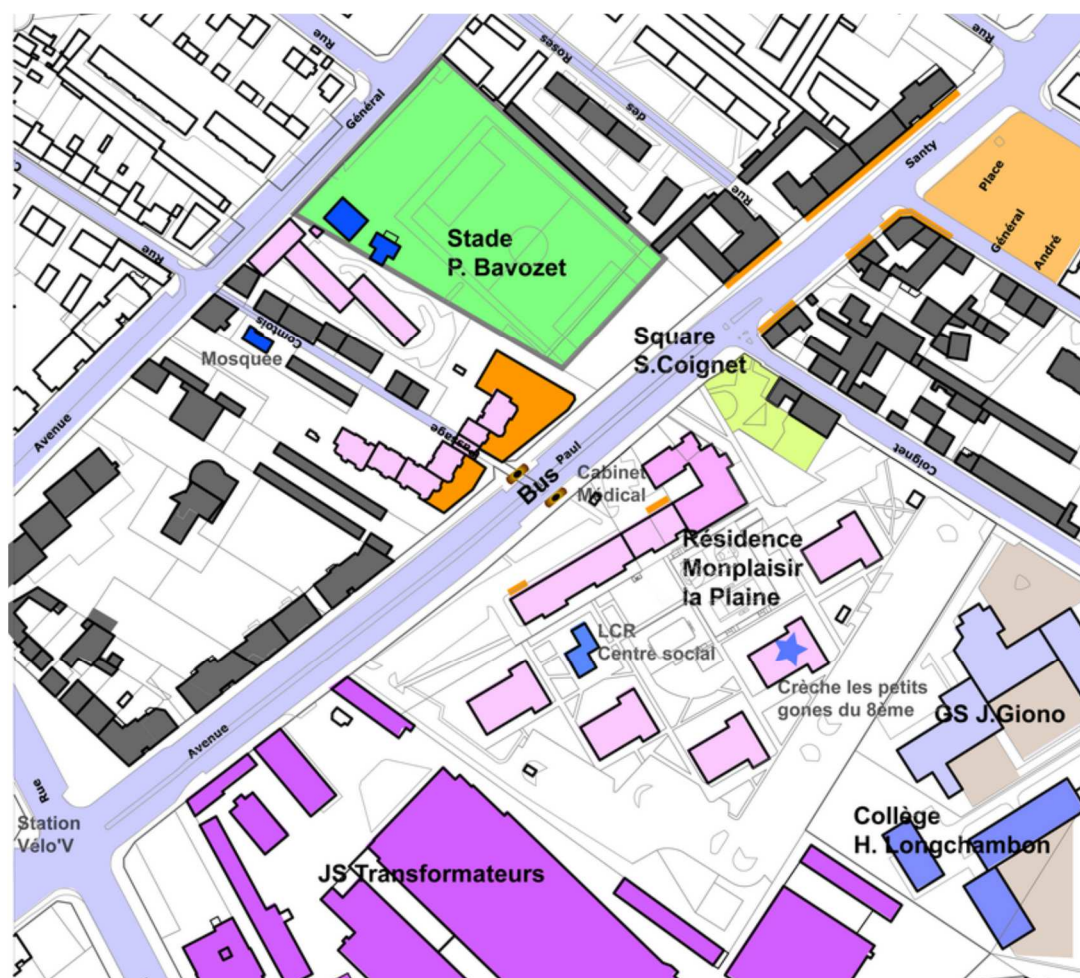 Rue
Rue
Roses
des
Rue
Général
Santy
Place
Général
André
Stade
P. Bavozet
Rue
Square
S.Coignet
Comtois
Mosquée
Avenue
Passage
Paul
Bus
Cabinet
Médical
Coignet
Résidence
Monplaisir
la Plaine
LCR
Centre social
Crèche les petits
gones du 8ème
GS J.Giono
Avenue
Rue
Station
Vélo'V
Collège
H. Longchambon
JS Transformateurs